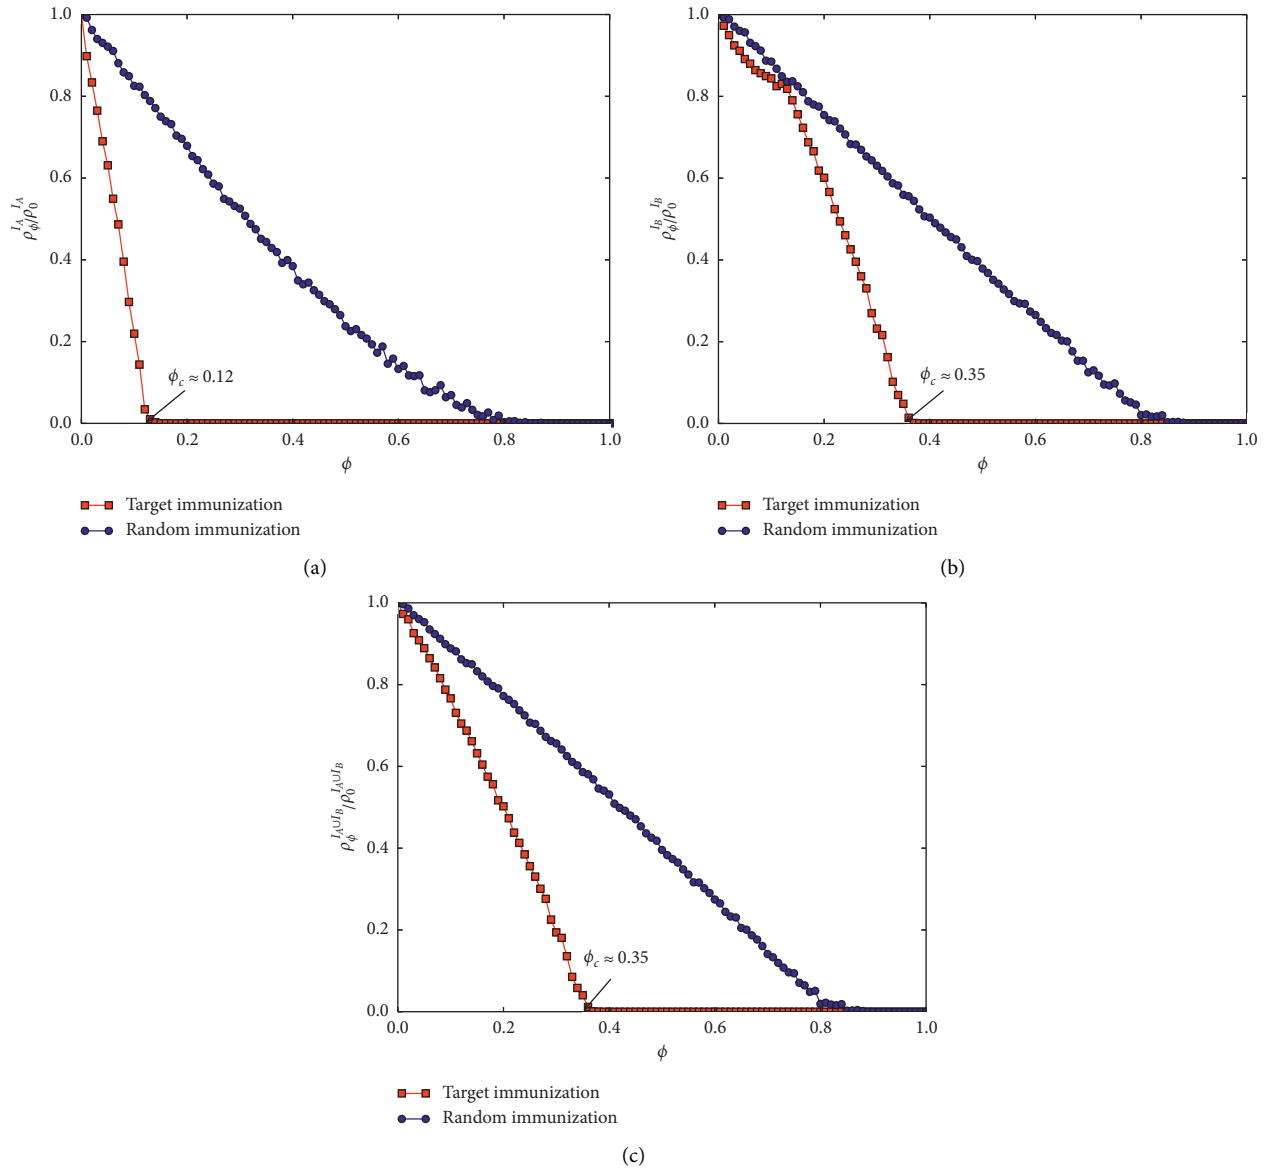 1.0
0.8
0.6
0.4
0.2
0.0
ρ_ϕ^{I_A}/ρ_0^{I_A}
ϕ_c ≈ 0.12
0.0 0.2 0.4 0.6 0.8 1.0
ϕ
Target immunization
Random immunization
(a)
1.0
0.8
0.6
0.4
0.2
0.0
ρ_ϕ^{I_B}/ρ_0^{I_B}
ϕ_c ≈ 0.35
0.0 0.2 0.4 0.6 0.8 1.0
ϕ
Target immunization
Random immunization
(b)
1.0
0.8
0.6
0.4
0.2
0.0
ρ_ϕ^{I_A∪I_B}/ρ_0^{I_A∪I_B}
ϕ_c ≈ 0.35
0.0 0.2 0.4 0.6 0.8 1.0
ϕ
Target immunization
Random immunization
(c)